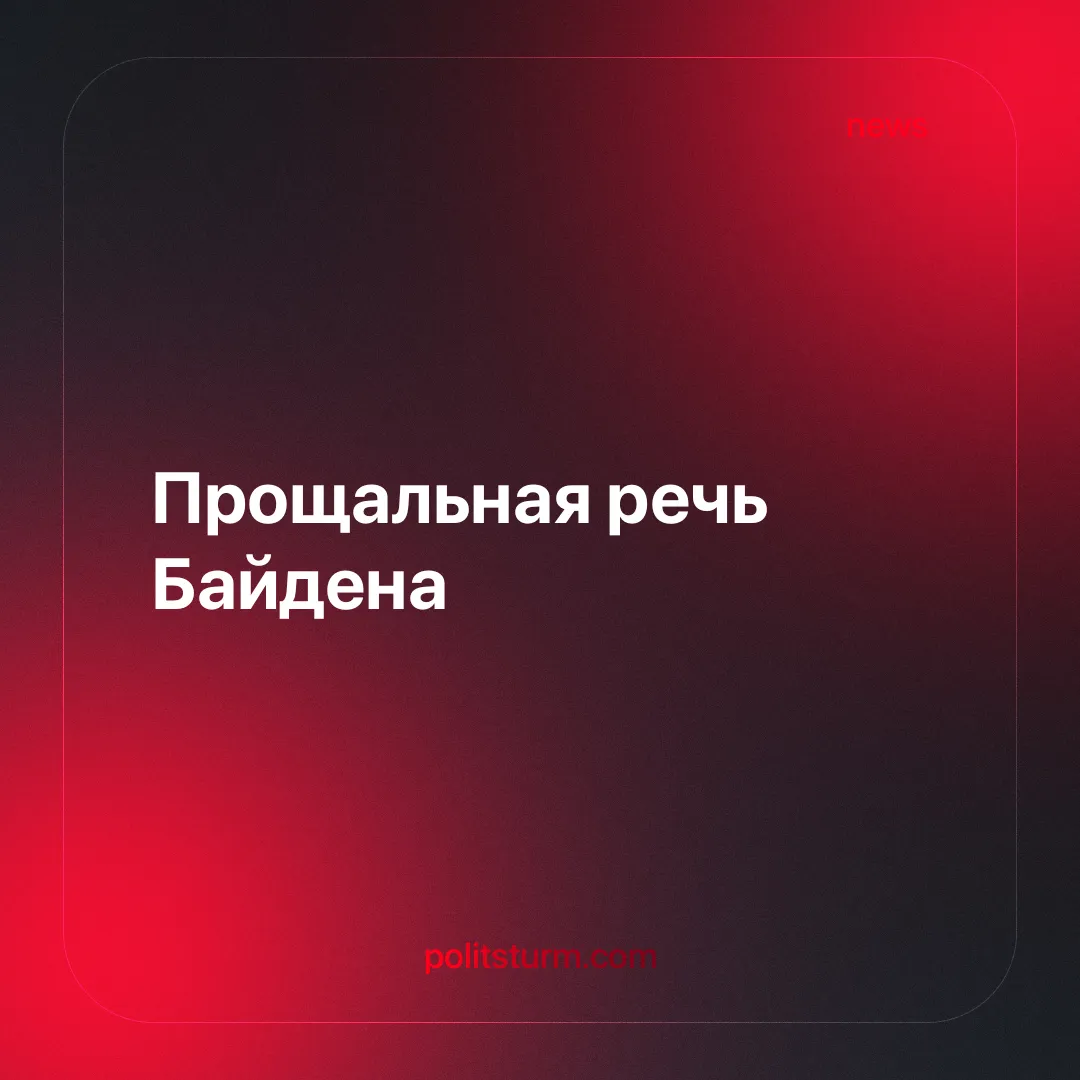 news
Прощальная речь
Байдена
politsturm.com